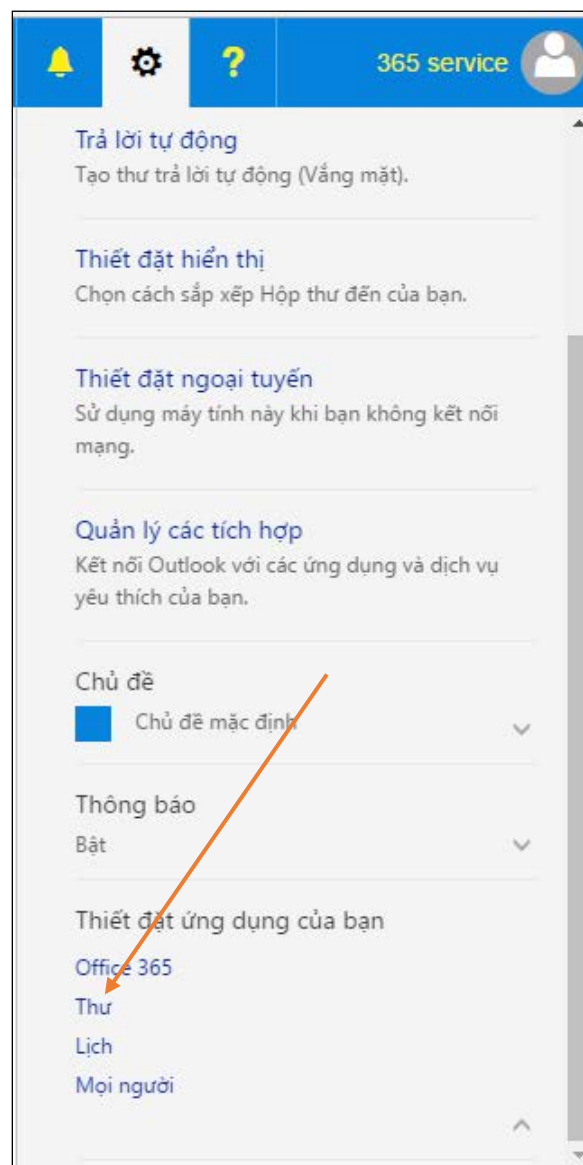 ? 365 service
Trả lời tự động
Tạo thư trả lời tự động (Vắng mặt).
Thiết đặt hiển thị
Chọn cách sắp xếp Hộp thư đến của bạn.
Thiết đặt ngoại tuyến
Sử dụng máy tính này khi bạn không kết nối
mạng.
Quản lý các tích hợp
Kết nối Outlook với các ứng dụng và dịch vụ
yêu thích của bạn.
Chủ đề
Chủ đề mặc định
Thông báo
Bật
Thiết đặt ứng dụng của bạn
Office 365
Thư
Lịch
Mọi người